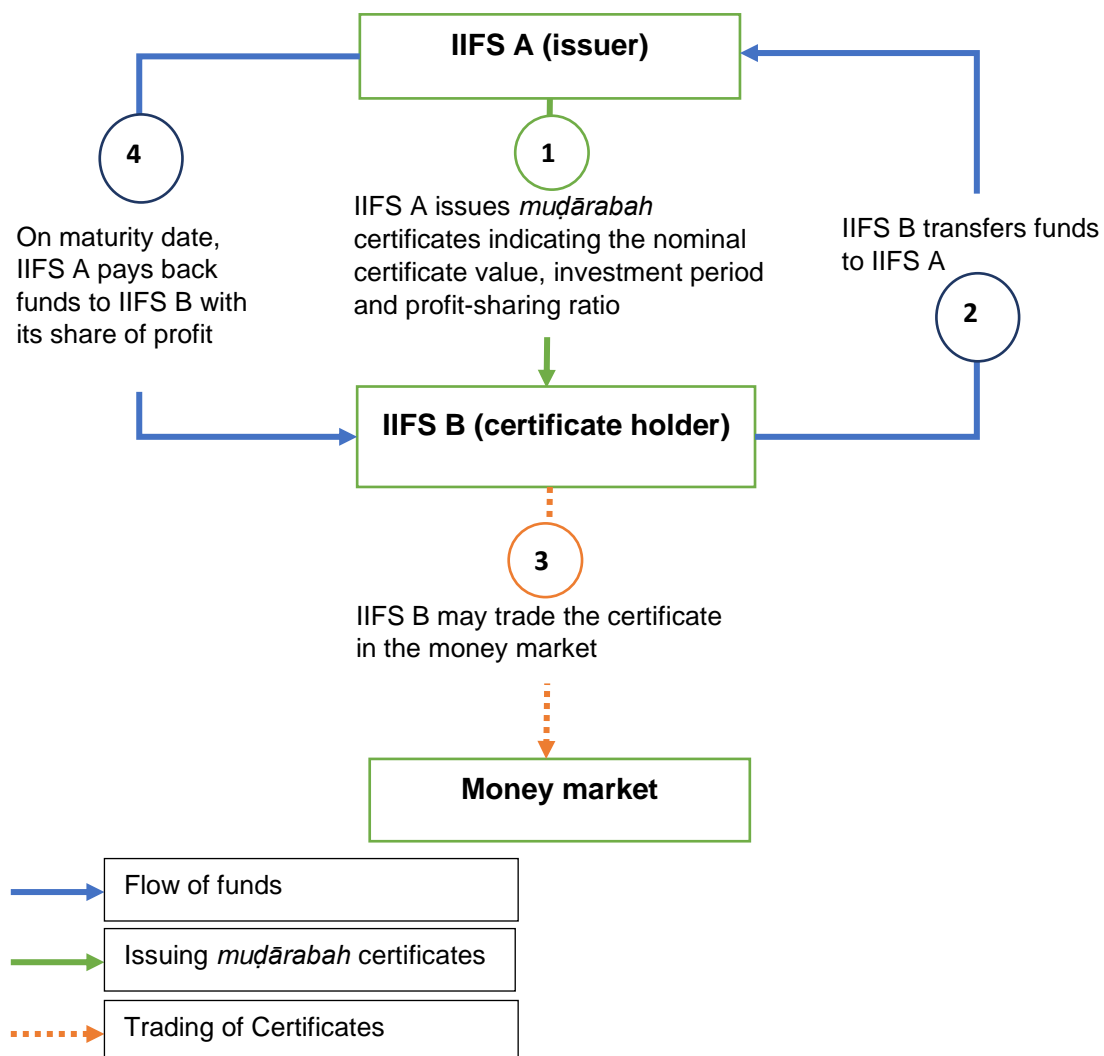 IIFS A (issuer)
4
1
On maturity date,
IIFS A pays back
funds to IIFS B with
its share of profit
IIFS A issues muḍārabah
certificates indicating the nominal
certificate value, investment period
and profit-sharing ratio
IIFS B transfers funds
to IIFS A
2
IIFS B (certificate holder)
3
IIFS B may trade the certificate
in the money market
Money market
Flow of funds
Issuing muḍārabah certificates
Trading of Certificates